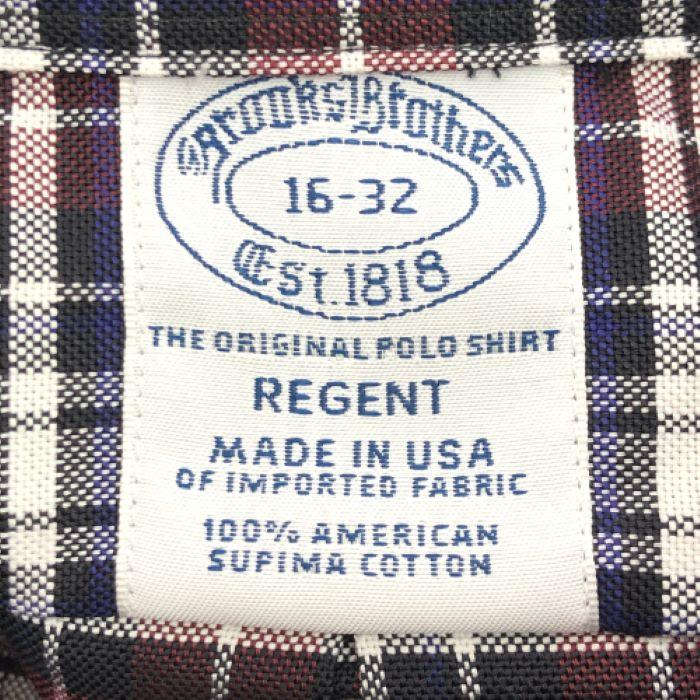 Brooks Brothers
16-32
Est. 1818
THE ORIGINAL POLO SHIRT
REGENT
MADE IN USA
OF IMPORTED FABRIC
100% AMERICAN
SUPIMA COTTON